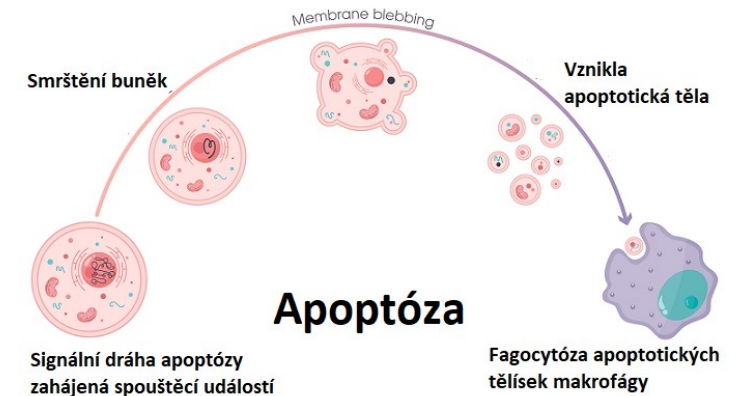 Membrane blebbing
Smrštění buněk
Vznikla
apoptotická těla
Apoptóza
Signální dráha apoptózy
zahájená spouštěcí událostí
Fagocytóza apoptotických
tělísek makrofágy